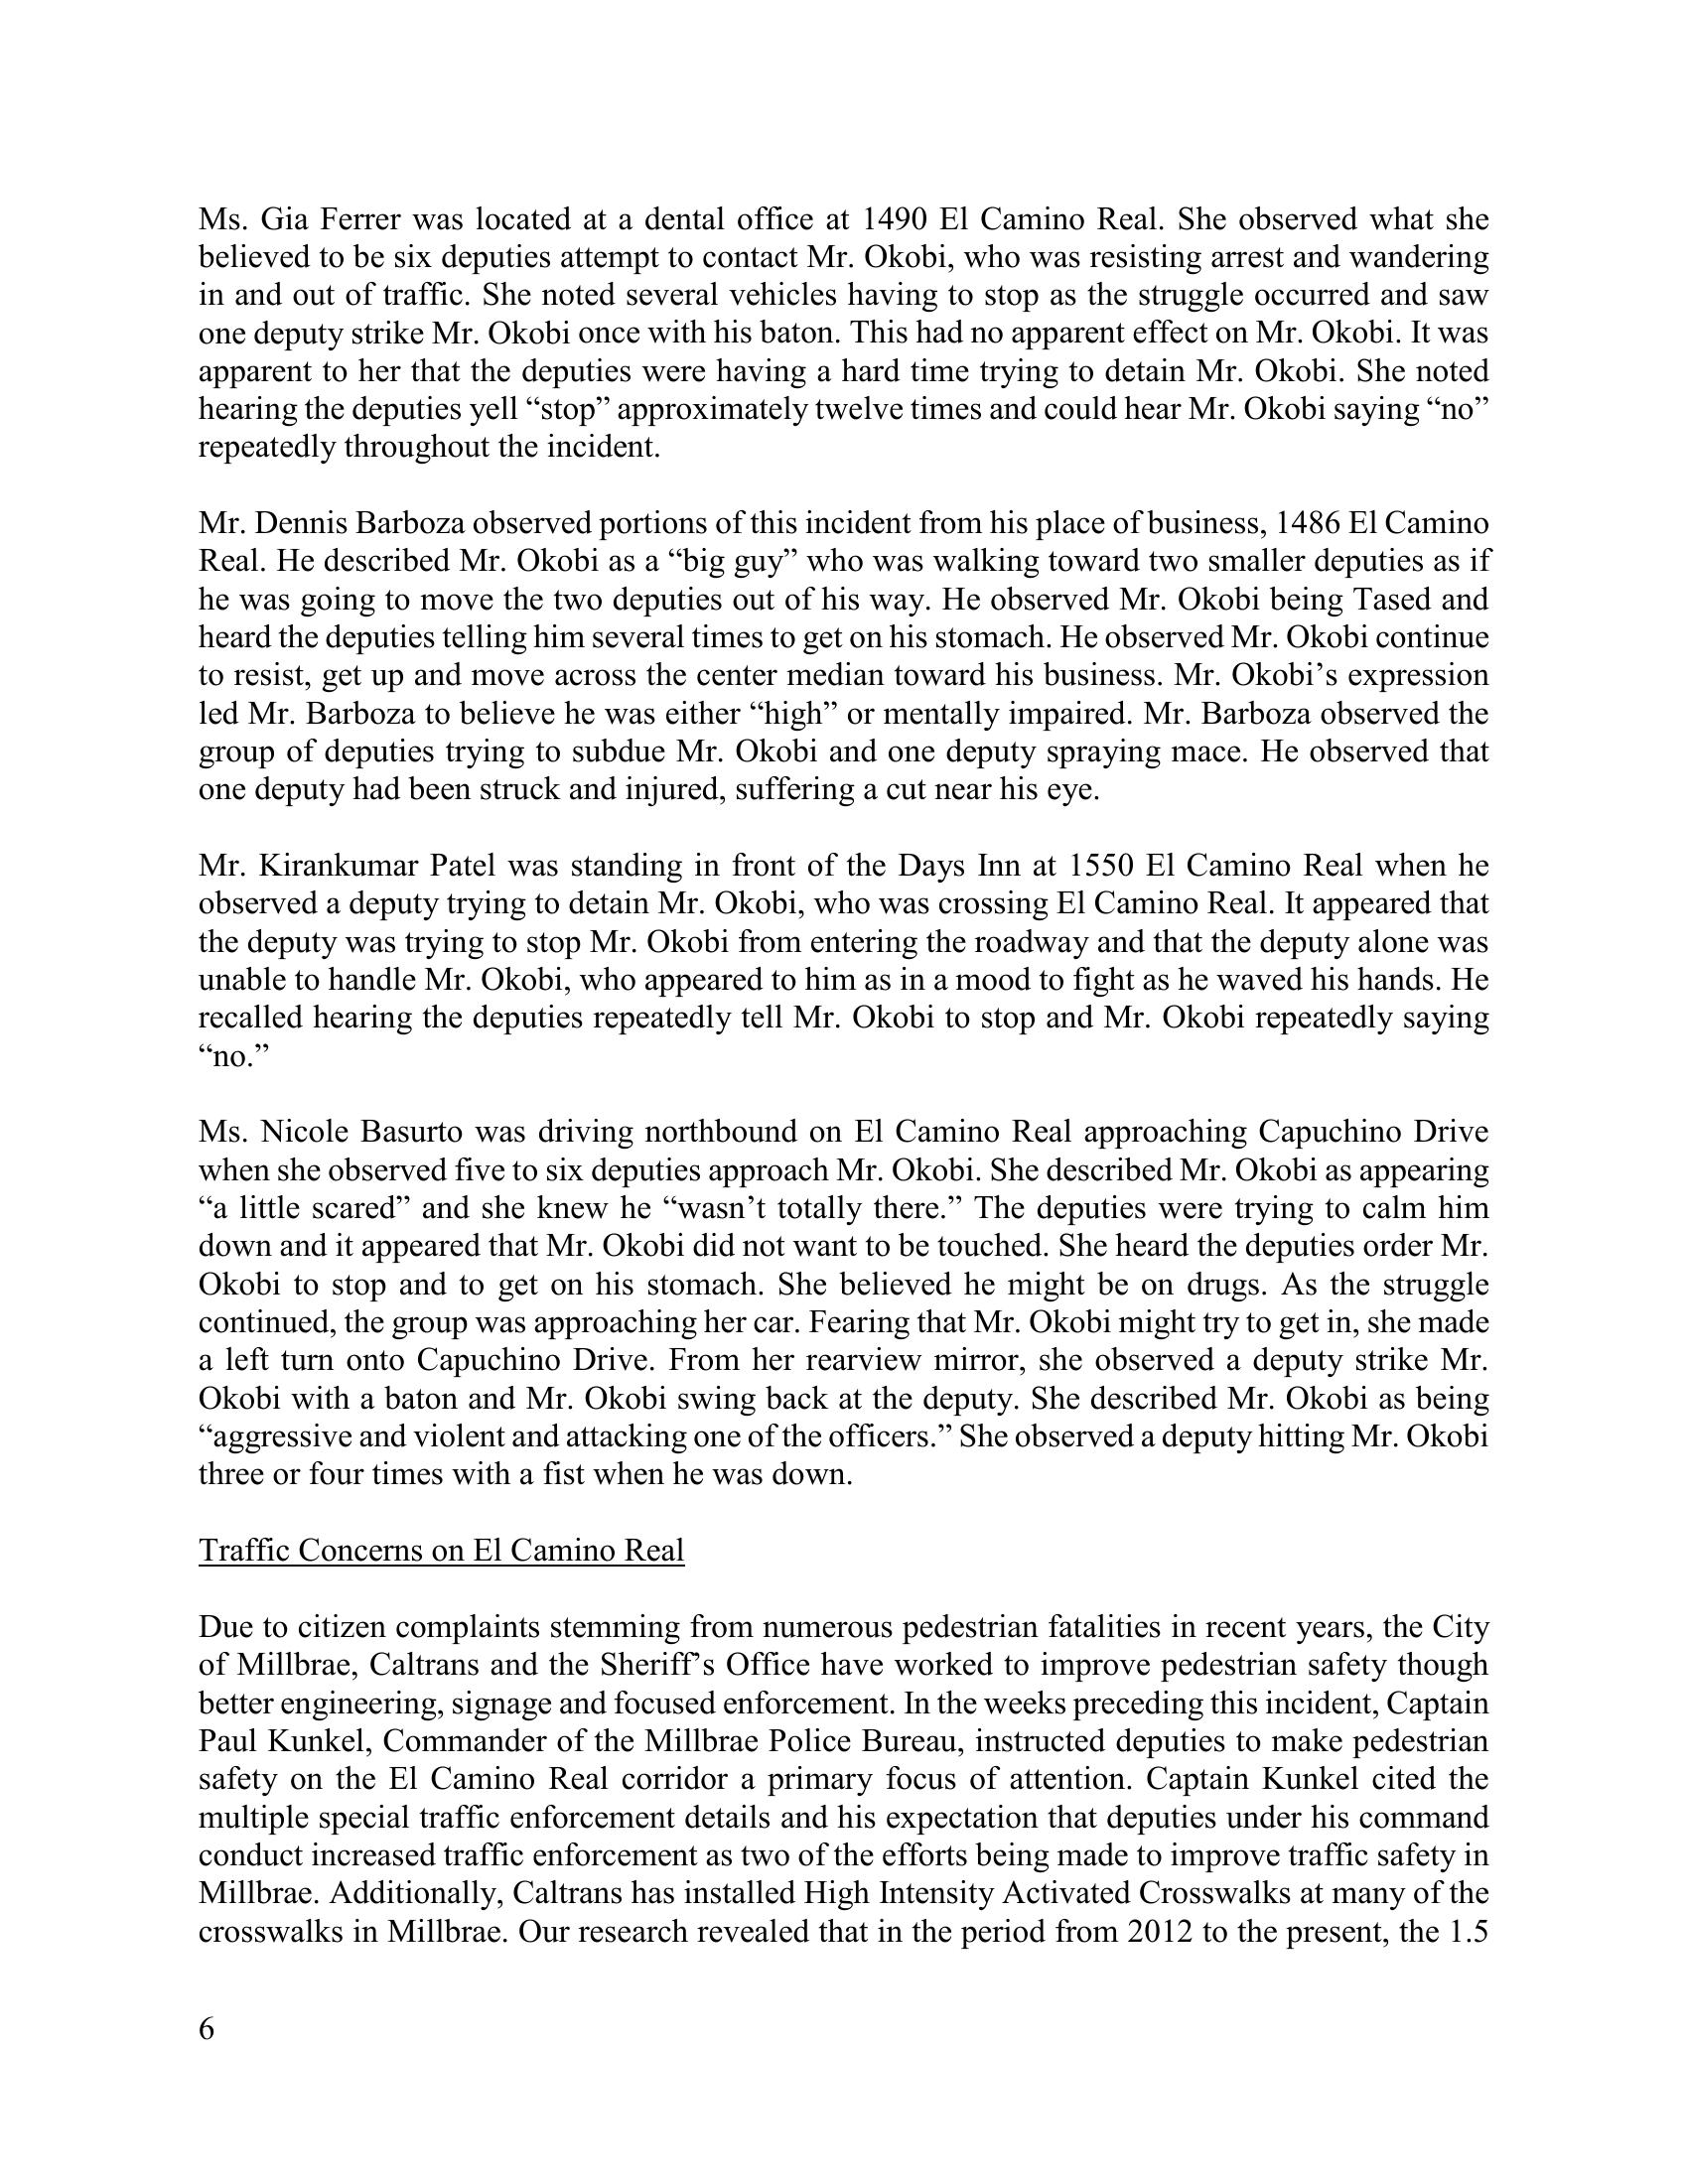 Ms. Gia Ferrer was located at a dental office at 1490 El Camino Real. She observed what she
believed to be six deputies attempt to contact Mr. Okobi, who was resisting arrest and wandering
in and out of traffic. She noted several vehicles having to stop as the struggle occurred and saw
one deputy strike Mr. Okobi once with his baton. This had no apparent effect on Mr. Okobi. It was
apparent to her that the deputies were having a hard time trying to detain Mr. Okobi. She noted
hearing the deputies yell “stop” approximately twelve times and could hear Mr. Okobi saying “no”
repeatedly throughout the incident.
Mr. Dennis Barboza observed portions of this incident from his place of business, 1486 El Camino
Real. He described Mr. Okobi as a “big guy” who was walking toward two smaller deputies as if
he was going to move the two deputies out of his way. He observed Mr. Okobi being Tased and
heard the deputies telling him several times to get on his stomach. He observed Mr. Okobi continue
to resist, get up and move across the center median toward his business. Mr. Okobi’s expression
led Mr. Barboza to believe he was either “high” or mentally impaired. Mr. Barboza observed the
group of deputies trying to subdue Mr. Okobi and one deputy spraying mace. He observed that
one deputy had been struck and injured, suffering a cut near his eye.
Mr. Kirankumar Patel was standing in front of the Days Inn at 1550 El Camino Real when he
observed a deputy trying to detain Mr. Okobi, who was crossing El Camino Real. It appeared that
the deputy was trying to stop Mr. Okobi from entering the roadway and that the deputy alone was
unable to handle Mr. Okobi, who appeared to him as in a mood to fight as he waved his hands. He
recalled hearing the deputies repeatedly tell Mr. Okobi to stop and Mr. Okobi repeatedly saying
“no.”
Ms. Nicole Basurto was driving northbound on El Camino Real approaching Capuchino Drive
when she observed five to six deputies approach Mr. Okobi. She described Mr. Okobi as appearing
“a little scared” and she knew he “wasn’t totally there.” The deputies were trying to calm him
down and it appeared that Mr. Okobi did not want to be touched. She heard the deputies order Mr.
Okobi to stop and to get on his stomach. She believed he might be on drugs. As the struggle
continued, the group was approaching her car. Fearing that Mr. Okobi might try to get in, she made
a left turn onto Capuchino Drive. From her rearview mirror, she observed a deputy strike Mr.
Okobi with a baton and Mr. Okobi swing back at the deputy. She described Mr. Okobi as being
“aggressive and violent and attacking one of the officers.” She observed a deputy hitting Mr. Okobi
three or four times with a fist when he was down.
Traffic Concerns on El Camino Real
Due to citizen complaints stemming from numerous pedestrian fatalities in recent years, the City
of Millbrae, Caltrans and the Sheriff’s Office have worked to improve pedestrian safety though
better engineering, signage and focused enforcement. In the weeks preceding this incident, Captain
Paul Kunkel, Commander of the Millbrae Police Bureau, instructed deputies to make pedestrian
safety on the El Camino Real corridor a primary focus of attention. Captain Kunkel cited the
multiple special traffic enforcement details and his expectation that deputies under his command
conduct increased traffic enforcement as two of the efforts being made to improve traffic safety in
Millbrae. Additionally, Caltrans has installed High Intensity Activated Crosswalks at many of the
crosswalks in Millbrae. Our research revealed that in the period from 2012 to the present, the 1.5
6